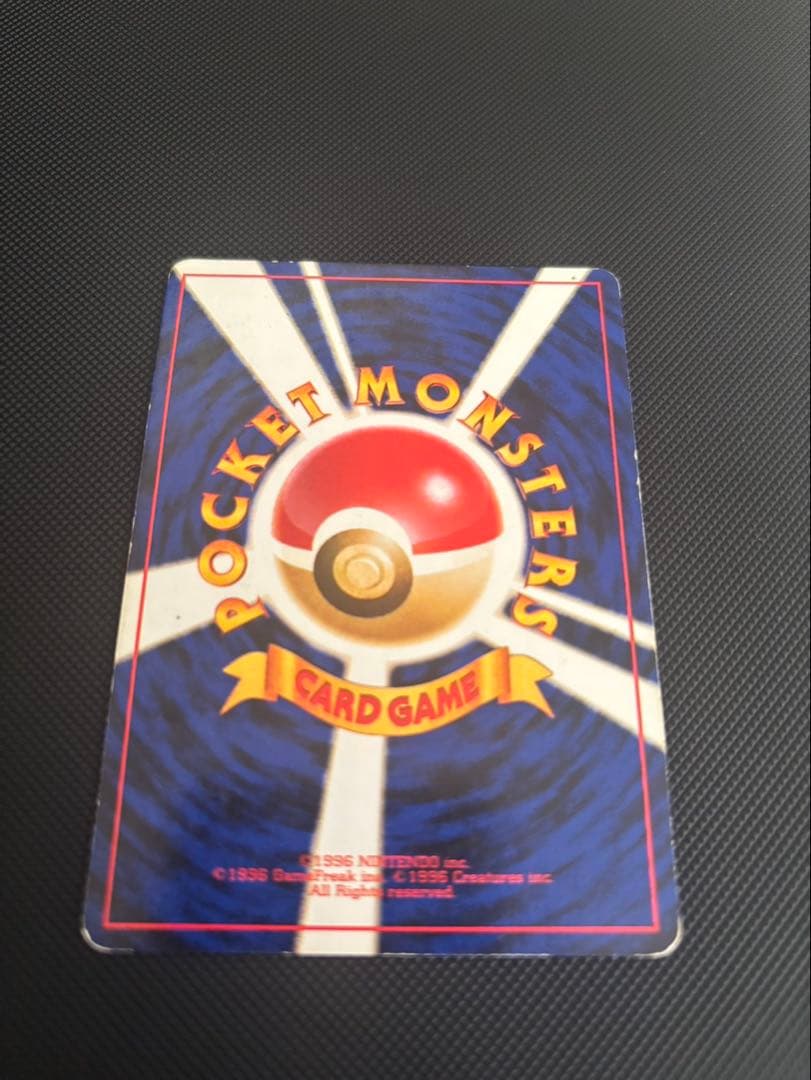 POCKET MONSTERS
CARD GAME
©1996 NINTENDO inc.
©1996 GameFreak inc. ©1996 Creatures inc.
All Rights reserved.